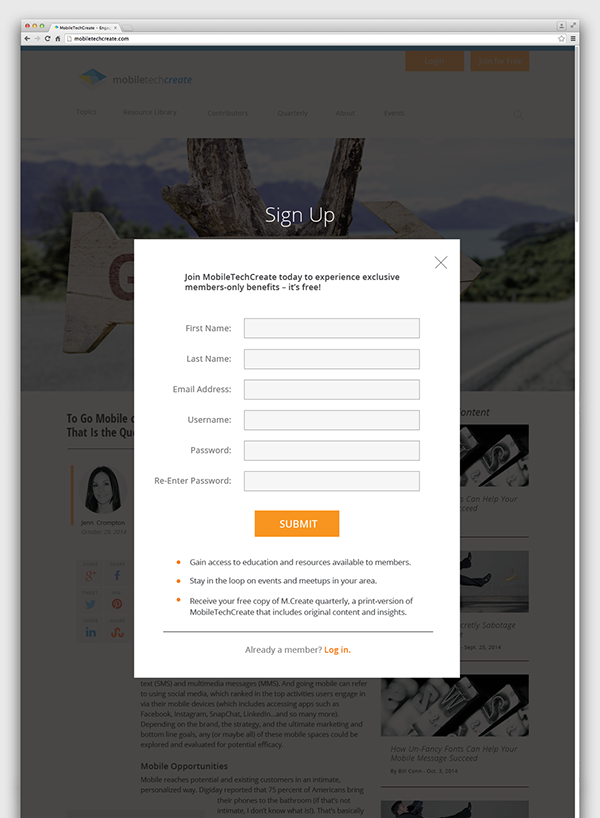 MobileTechCreate – Engag
mobiletechcreate.com
Login
Join for Free
mobiletechcreate
Topics
Resource Library
Contributors
Quarterly
About
Events
Sign Up
Join MobileTechCreate today to experience exclusive
members-only benefits – it's free!
First Name:
Last Name:
Email Address:
Username:
Password:
Re-Enter Password:
SUBMIT
Gain access to education and resources available to members.
Stay in the loop on events and meetups in your area.
Receive your free copy of M.Create quarterly, a print-version of
MobileTechCreate that includes original content and insights.
Already a member? Log in.
To Go Mobile
That Is the Que
Jenn Crompton
October 29, 2014
ontent
s Can Help Your
cceed
cretly Sabotage
Sept. 25, 2014
How Un-Fancy Fonts Can Help Your
Mobile Message Succeed
By Bill Conn - Oct. 3, 2014
text (SMS) and multimedia messages (MMS). And going mobile can refer
to using social media, which ranked in the top activities users engage in
via their mobile devices (which includes accessing apps such as
Facebook, Instagram, SnapChat, LinkedIn...and so many more).
Depending on the brand, the strategy, and the ultimate marketing and
bottom line goals, any (or maybe all) of these mobile spaces could be
explored and evaluated for potential efficacy.
Mobile Opportunities
Mobile reaches potential and existing customers in an intimate,
personalized way. Digiday reported that 75 percent of Americans bring
their phones to the bathroom (if that's not
intimate, I don't know what is!). That's basically